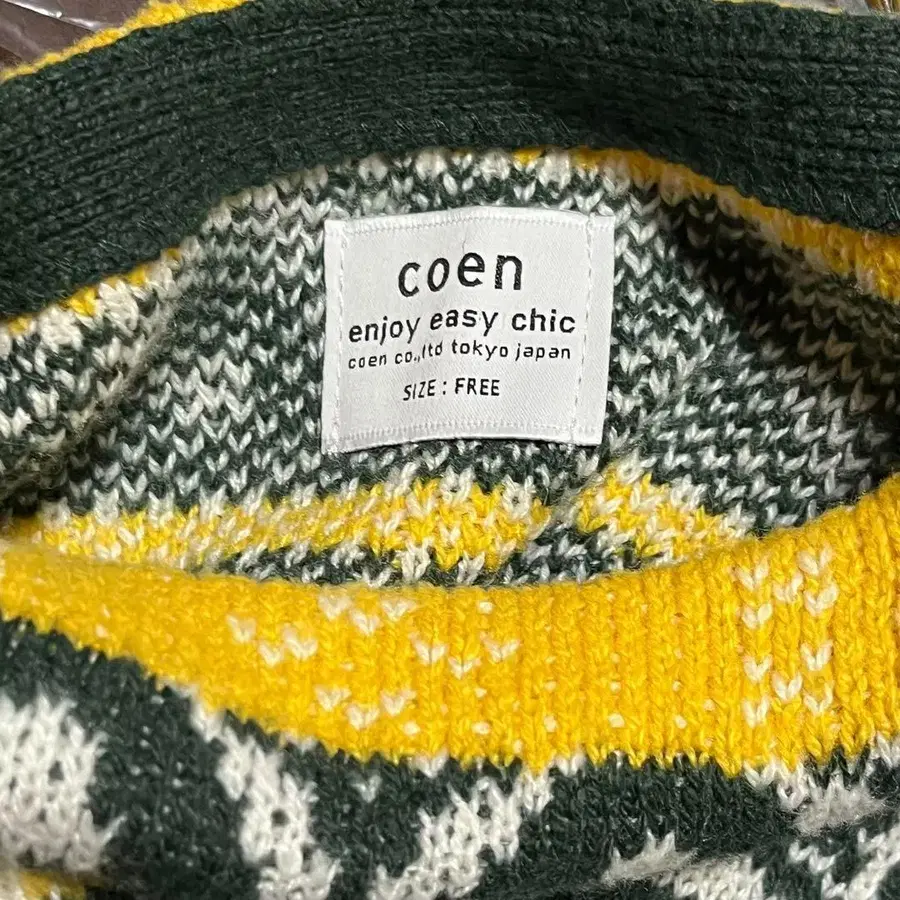 coen
enjoy easy chic
coen co.,ltd tokyo japan
SIZE : FREE